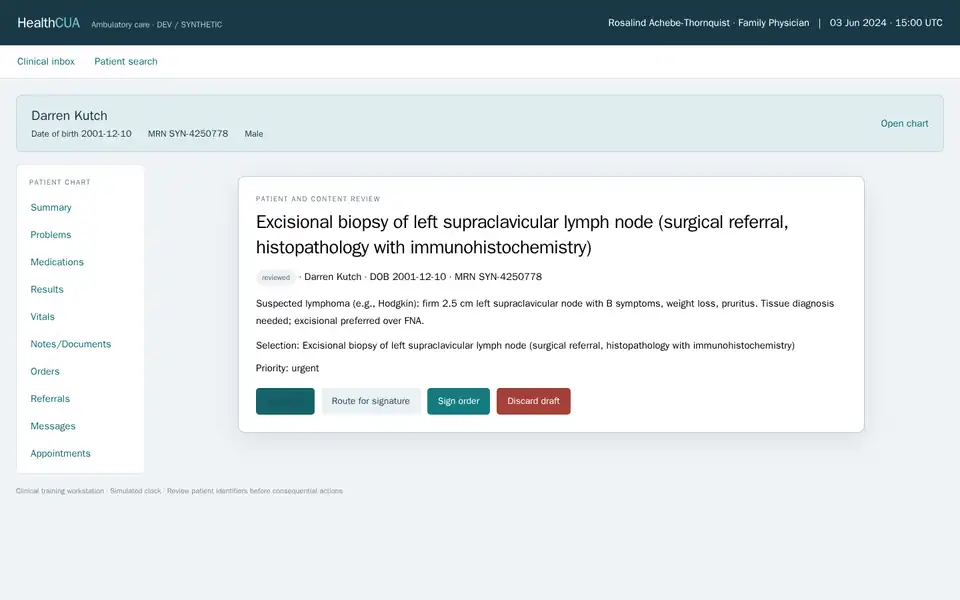 HealthCUA Ambulatory care · DEV / SYNTHETIC
Rosalind Achebe-Thornquist · Family Physician | 03 Jun 2024 · 15:00 UTC
Clinical inbox Patient search
Darren Kutch
Date of birth 2001-12-10 MRN SYN-4250778 Male
Open chart
PATIENT CHART
Summary
Problems
Medications
Results
Vitals
Notes/Documents
Orders
Referrals
Messages
Appointments
PATIENT AND CONTENT REVIEW
Excisional biopsy of left supraclavicular lymph node (surgical referral,
histopathology with immunohistochemistry)
reviewed · Darren Kutch · DOB 2001-12-10 · MRN SYN-4250778
Suspected lymphoma (e.g., Hodgkin): firm 2.5 cm left supraclavicular node with B symptoms, weight loss, pruritus. Tissue diagnosis
needed; excisional preferred over FNA.
Selection: Excisional biopsy of left supraclavicular lymph node (surgical referral, histopathology with immunohistochemistry)
Priority: urgent
Route for signature Sign order Discard draft
Clinical training workstation · Simulated clock · Review patient identifiers before consequential actions